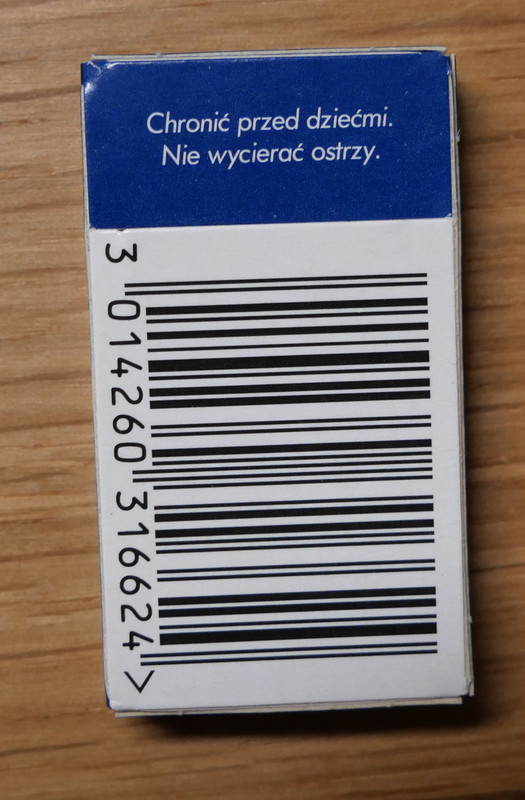 Chronić przed dziećmi.
Nie wycierać ostrzy.
3 014260 316624 >